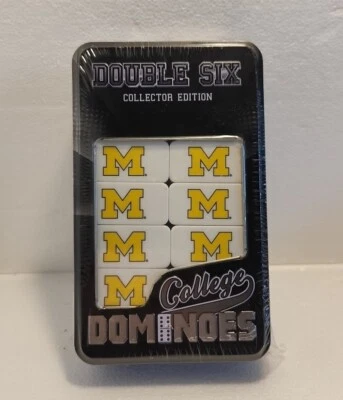 DOUBLE SIX
COLLECTOR EDITION
M M
M M
M M
M
College
DOMINOES